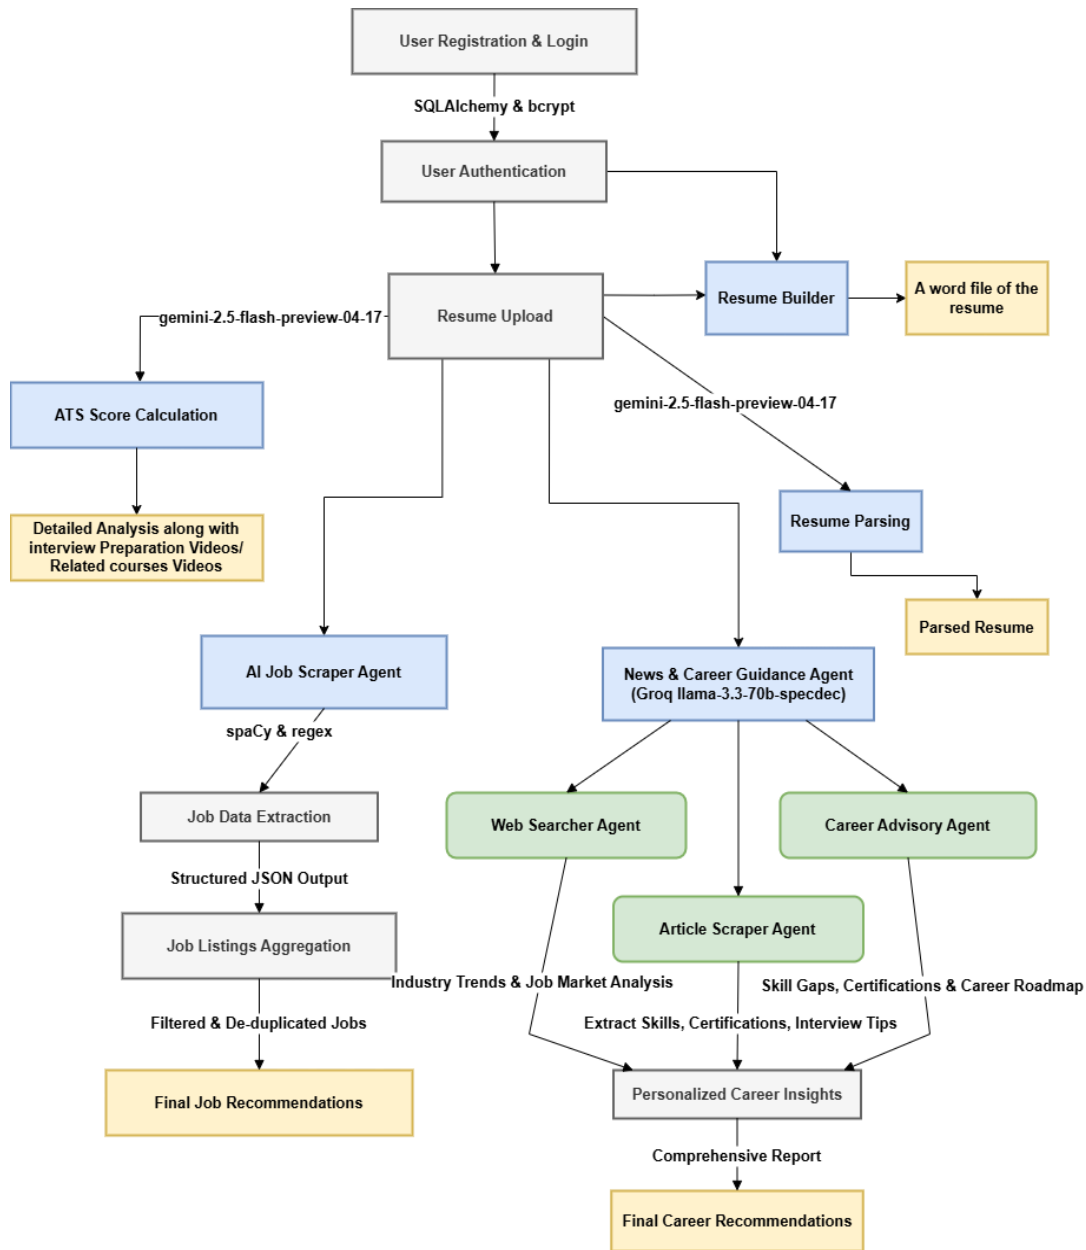 User Registration & Login
SQLAlchemy & bcrypt
User Authentication
Resume Builder
A word file of the
resume
Resume Upload
gemini-2.5-flash-preview-04-17
ATS Score Calculation
gemini-2.5-flash-preview-04-17
Detailed Analysis along with
interview Preparation Videos/
Related courses Videos
Resume Parsing
Parsed Resume
AI Job Scraper Agent
News & Career Guidance Agent
(Groq llama-3.3-70b-specdec)
spaCy & regex
Job Data Extraction
Web Searcher Agent
Career Advisory Agent
Structured JSON Output
Article Scraper Agent
Job Listings Aggregation
Industry Trends & Job Market Analysis
Skill Gaps, Certifications & Career Roadmap
Filtered & De-duplicated Jobs
Extract Skills, Certifications, Interview Tips
Final Job Recommendations
Personalized Career Insights
Comprehensive Report
Final Career Recommendations